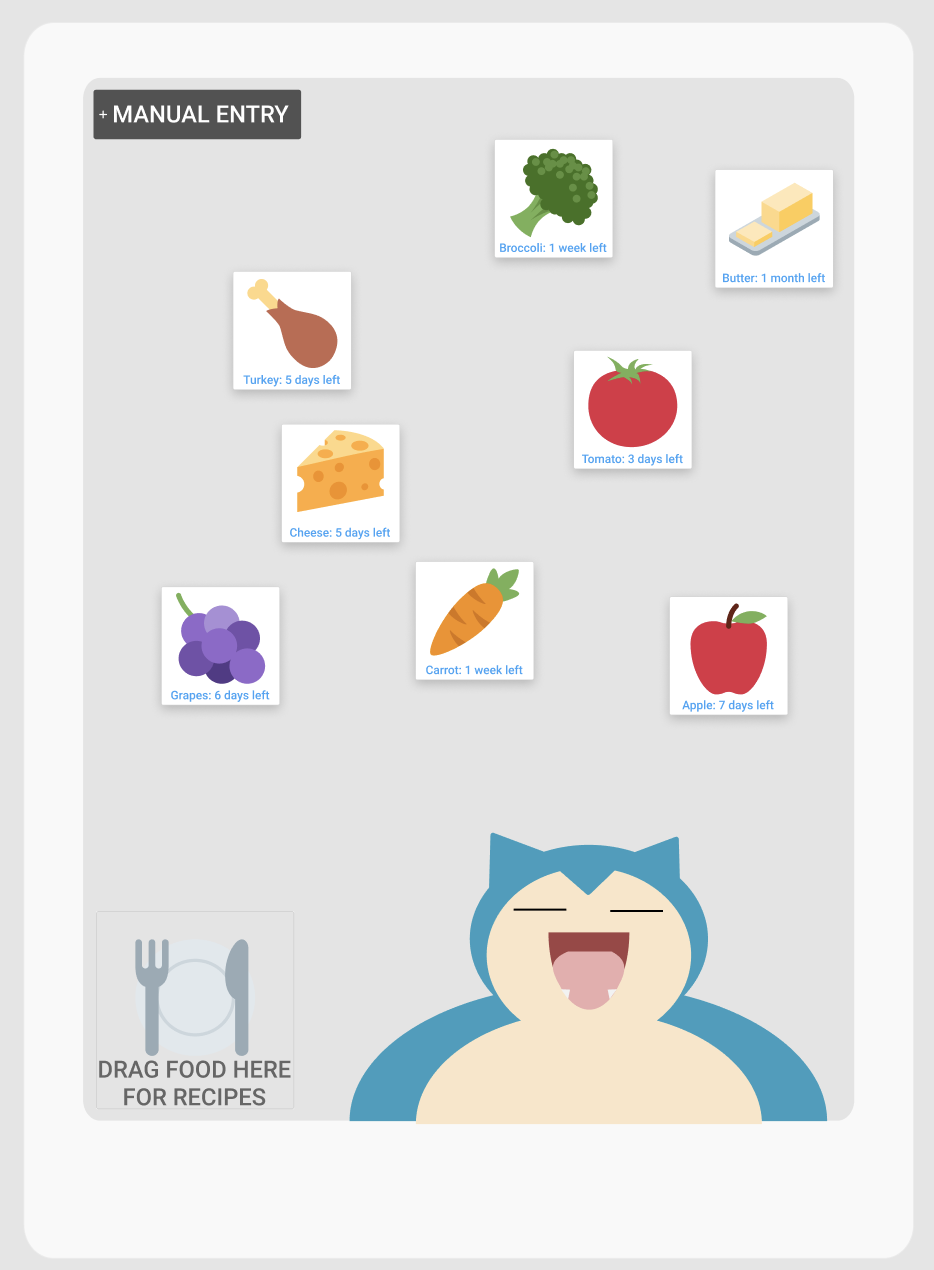 + MANUAL ENTRY
Broccoli: 1 week left
Butter: 1 month left
Turkey: 5 days left
Tomato: 3 days left
Cheese: 5 days left
Carrot: 1 week left
Grapes: 6 days left
Apple: 7 days left
DRAG FOOD HERE
FOR RECIPES